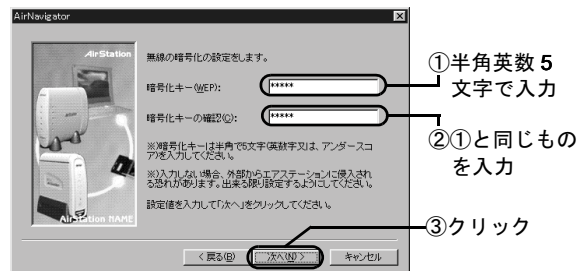 AirNavigator
AirStation
無線の暗号化の設定をします。
暗号化キー(WEP):
*****
①半角英数5
文字で入力
暗号化キーの確認(C):
*****
②①と同じもの
を入力
※)暗号化キーは半角で5文字(英数字又は、アンダースコ
ア)を入力してください。
※)入力しない場合、外部からエアステーションに侵入され
る恐れがあります。出来る限り設定するようにしてください。
設定値を入力して「次へ」をクリックしてください。
AirStation NAME
③クリック
< 戻る(B)
次へ(N) >
キャンセル